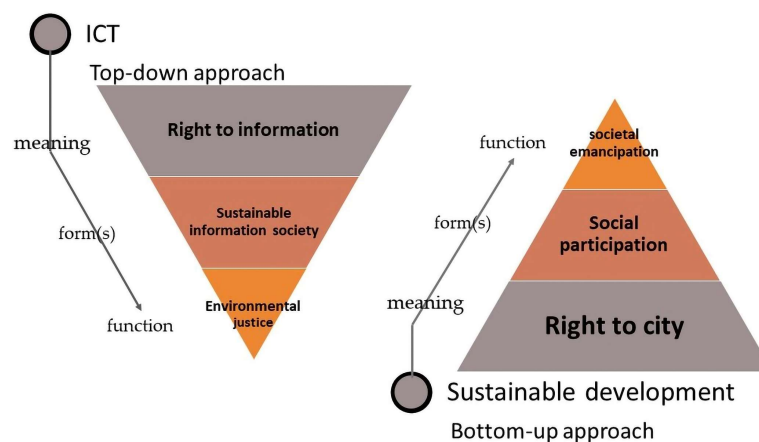 ICT
Top-down approach
Right to information
meaning
Sustainable
information society
form(s)
Environmental
justice
function
societal
emancipation
function
Social
participation
form(s)
meaning
Right to city
Sustainable development
Bottom-up approach